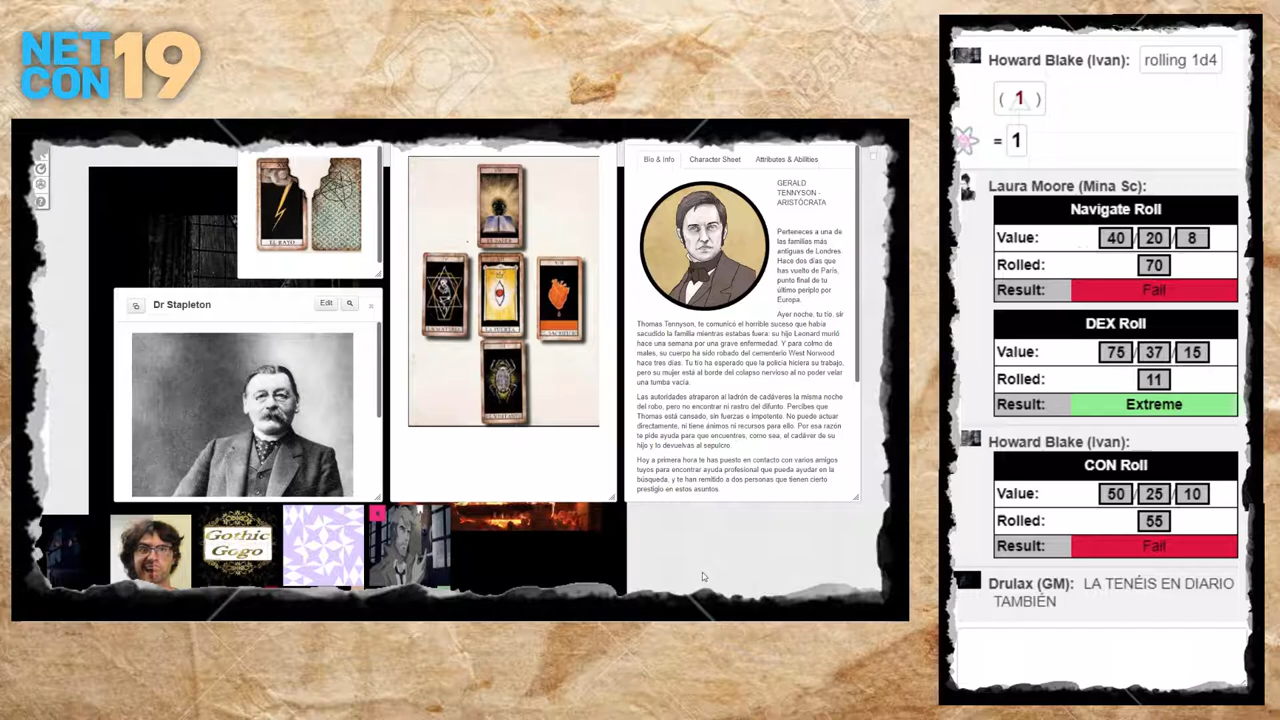 NET
CON 19
EL RAYO
Dr Stapleton
Edit
LA PUERTA
Bio & Info
Character Sheet
Attributes & Abilities
GERALD
TENNYSON -
ARISTÓCRATA
Perteneces a una de
las familias más
antiguas de Londres
Hace dos días que
has vuelto de París,
punto final de tu
último periplo por
Europa.
Ayer noche, tu tío, sir
Thomas Tennyson, te comunicó el horrible suceso que había
sacudido la familia mientras estabas fuera: su hijo Leonard murió
hace una semana por una grave enfermedad. Y para colmo de
males, su cuerpo ha sido robado del cementerio West Norwood
hace tres días. Tu tío ha esperado que la policía hiciera su trabajo,
pero su mujer está al borde del colapso nervioso al no poder velar
una tumba vacía.
Las autoridades atraparon al ladrón de cadáveres la misma noche
del robo, pero no encontrar ni rastro del difunto. Percibes que
Thomas está cansado, sin fuerzas e impotente. No puede actuar
directamente, ni tiene ánimos ni recursos para ello. Por esa razón
te pide ayuda para que encuentres, como sea, el cadáver de su
hijo y lo devuelvas al sepulcro.
Hoy a primera hora te has puesto en contacto con varios amigos
tuyos para encontrar ayuda profesional que pueda ayudar en la
búsqueda, y te han remitido a dos personas que tienen cierto
prestigio en estos asuntos.
Gothic
Gogo
Howard Blake (Ivan): rolling 1d4
( 1 )
= 1
Laura Moore (Mina Sc):
Navigate Roll
Value: 40 / 20 / 8
Rolled: 70
Result: Fail
DEX Roll
Value: 75 / 37 / 15
Rolled: 11
Result: Extreme
Howard Blake (Ivan):
CON Roll
Value: 50 / 25 / 10
Rolled: 55
Result: Fail
Drulax (GM): LA TENÉIS EN DIARIO
TAMBIÉN